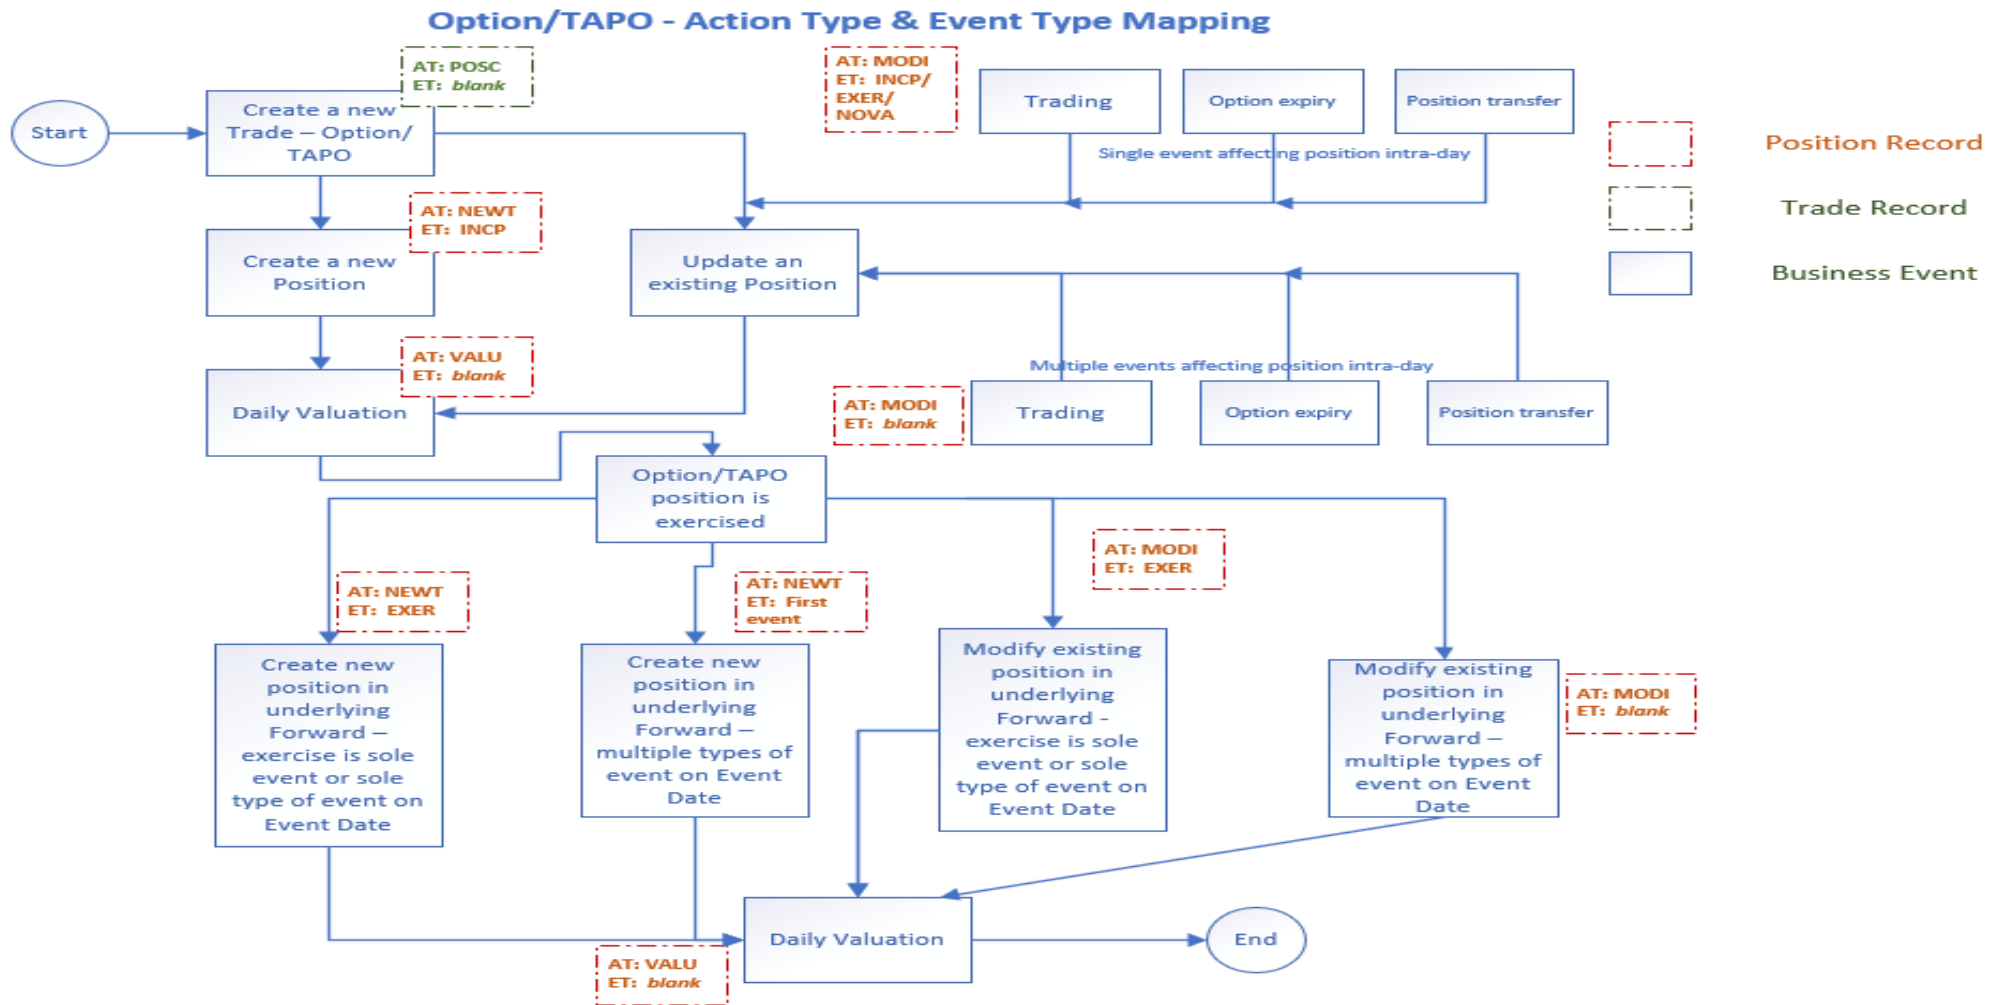 Option/TAPO - Action Type & Event Type Mapping
AT: POSC
ET: blank
AT: MODI
ET: INCP/
EXER/
NOVA
Trading
Option expiry
Position transfer
Start
Create a new
Trade – Option/
TAPO
Single event affecting position intra-day
Position Record
Trade Record
Business Event
AT: NEWT
ET: INCP
Create a new
Position
Update an
existing Position
AT: VALU
ET: blank
Daily Valuation
Multiple events affecting position intra-day
AT: MODI
ET: blank
Trading
Option expiry
Position transfer
Option/TAPO
position is
exercised
AT: NEWT
ET: EXER
AT: NEWT
ET: First
event
AT: MODI
ET: EXER
Create new
position in
underlying
Forward –
exercise is sole
event or sole
type of event on
Event Date
Create new
position in
underlying
Forward –
multiple types of
event on Event
Date
Modify existing
position in
underlying
Forward -
exercise is sole
event or sole
type of event on
Event Date
Modify existing
position in
underlying
Forward –
multiple types of
event on Event
Date
AT: MODI
ET: blank
Daily Valuation
End
AT: VALU
ET: blank